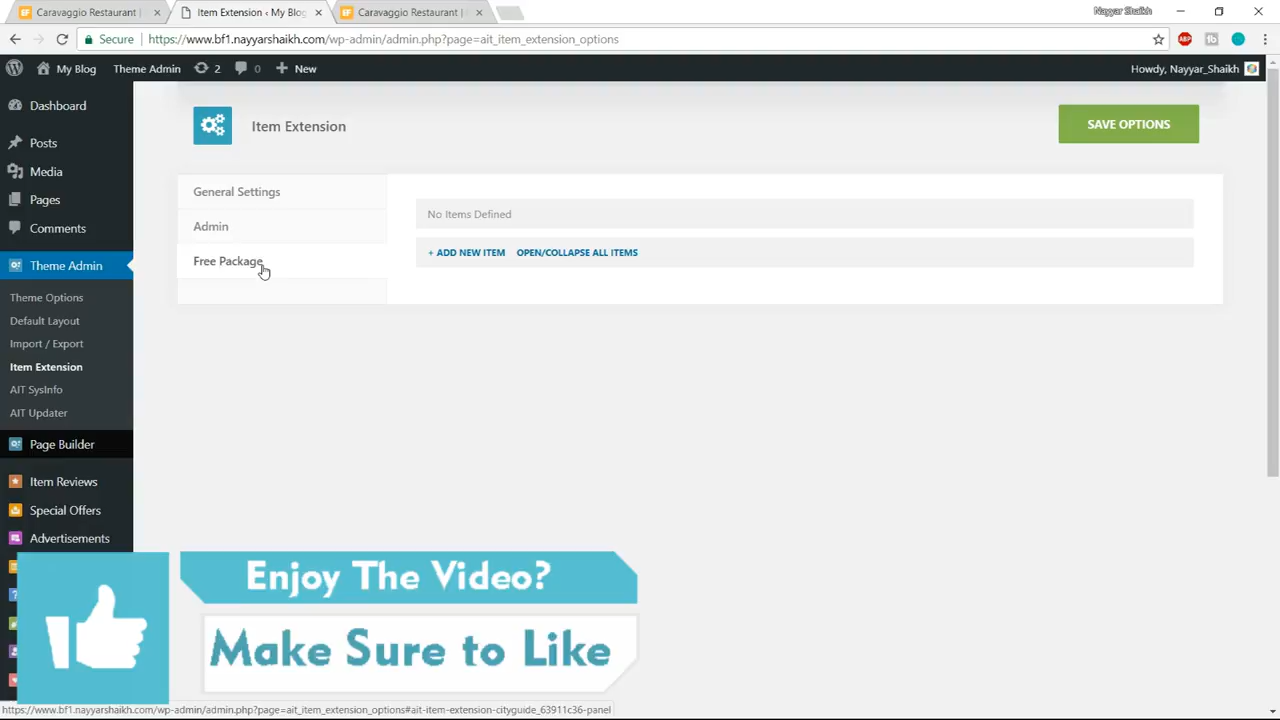 Caravaggio Restaurant |
Item Extension ‹ My Blog
Caravaggio Restaurant |
Nayyar Shaikh
Secure
https://www.bf1.nayyarshaikh.com/wp-admin/admin.php?page=ait_item_extension_options
ABP
My Blog
Theme Admin
2
0
New
Howdy, Nayyar_Shaikh
Dashboard
Posts
Media
Pages
Comments
Theme Admin
Theme Options
Default Layout
Import / Export
Item Extension
AIT SysInfo
AIT Updater
Page Builder
Item Reviews
Special Offers
Advertisements
Item Extension
SAVE OPTIONS
General Settings
Admin
Free Package
No Items Defined
+ ADD NEW ITEM OPEN/COLLAPSE ALL ITEMS
Enjoy The Video?
Make Sure to Like
https://www.bf1.nayyarshaikh.com/wp-admin/admin.php?page=ait_item_extension_options#ait-item-extension-cityguide_63911c36-panel